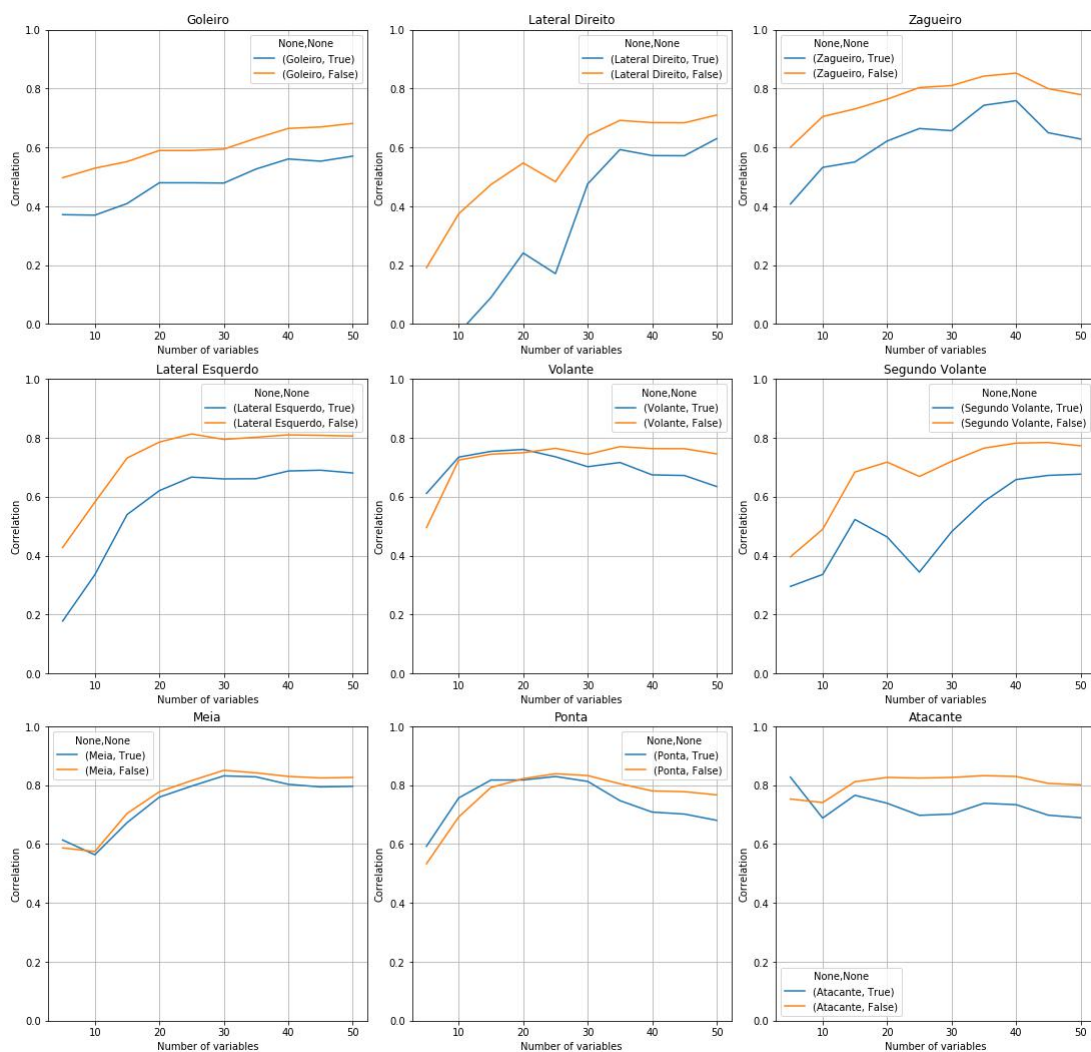 Goleiro
1.0
0.8
0.6
0.4
0.2
0.0
Correlation
None,None
(Goleiro, True)
(Goleiro, False)
10
20
30
40
50
Number of variables
Lateral Direito
1.0
0.8
0.6
0.4
0.2
0.0
Correlation
None,None
(Lateral Direito, True)
(Lateral Direito, False)
10
20
30
40
50
Number of variables
Zagueiro
1.0
0.8
0.6
0.4
0.2
0.0
Correlation
None,None
(Zagueiro, True)
(Zagueiro, False)
10
20
30
40
50
Number of variables
Lateral Esquerdo
1.0
0.8
0.6
0.4
0.2
0.0
Correlation
None,None
(Lateral Esquerdo, True)
(Lateral Esquerdo, False)
10
20
30
40
50
Number of variables
Volante
1.0
0.8
0.6
0.4
0.2
0.0
Correlation
None,None
(Volante, True)
(Volante, False)
10
20
30
40
50
Number of variables
Segundo Volante
1.0
0.8
0.6
0.4
0.2
0.0
Correlation
None,None
(Segundo Volante, True)
(Segundo Volante, False)
10
20
30
40
50
Number of variables
Meia
1.0
0.8
0.6
0.4
0.2
0.0
Correlation
None,None
(Meia, True)
(Meia, False)
10
20
30
40
50
Number of variables
Ponta
1.0
0.8
0.6
0.4
0.2
0.0
Correlation
None,None
(Ponta, True)
(Ponta, False)
10
20
30
40
50
Number of variables
Atacante
1.0
0.8
0.6
0.4
0.2
0.0
Correlation
None,None
(Atacante, True)
(Atacante, False)
10
20
30
40
50
Number of variables